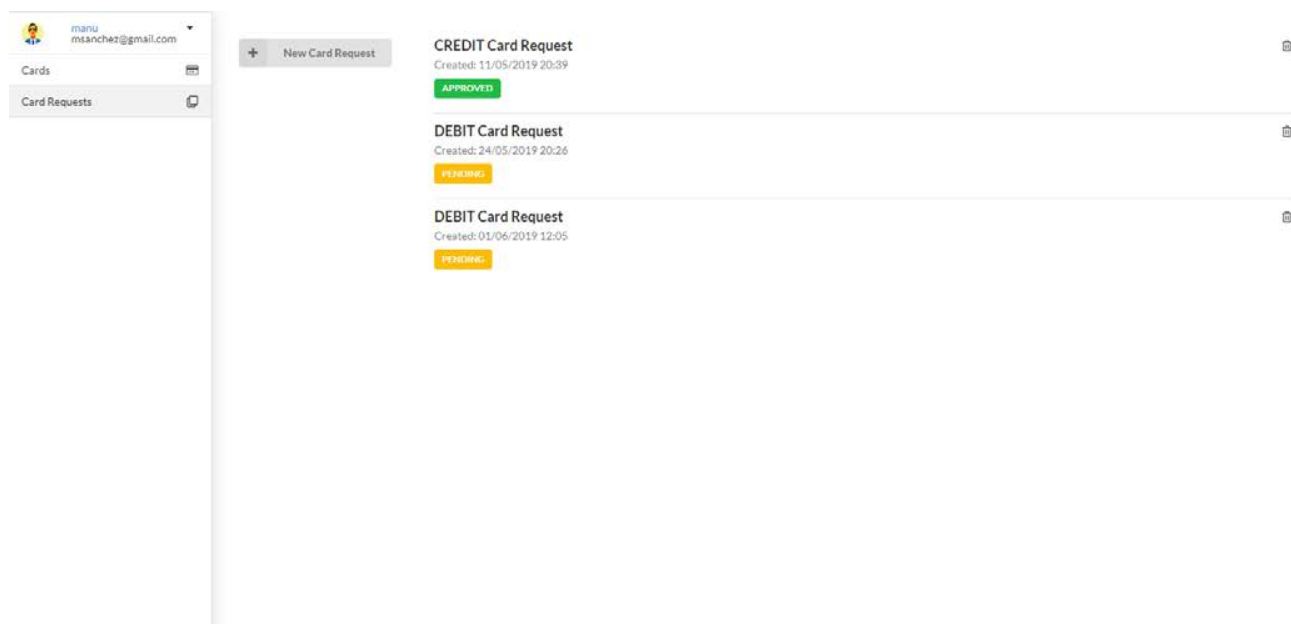 manu
msanchez@gmail.com
Cards
Card Requests
New Card Request
CREDIT Card Request
Created: 11/05/2019 20:39
APPROVED
DEBIT Card Request
Created: 24/05/2019 20:26
PENDING
DEBIT Card Request
Created: 01/06/2019 12:05
PENDING